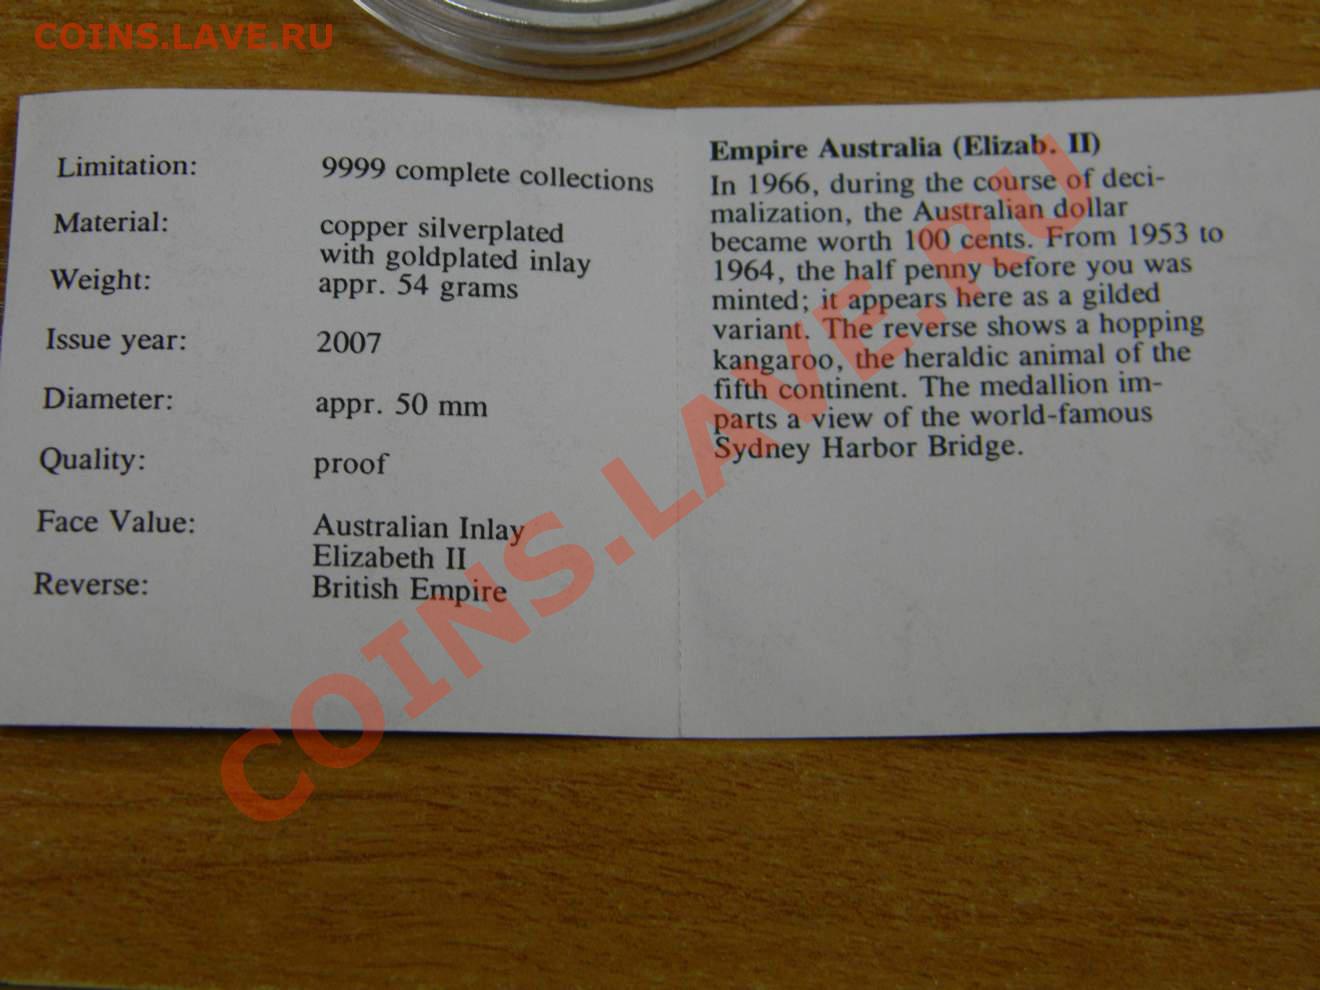 COINS.LAVE.RU
Limitation: 9999 complete collections
Material: copper silverplated
with goldplated inlay
Weight: appr. 54 grams
Issue year: 2007
Diameter: appr. 50 mm
Quality: proof
Face Value: Australian Inlay
Elizabeth II
Reverse: British Empire
Empire Australia (Elizab. II)
In 1966, during the course of deci-
malization, the Australian dollar
became worth 100 cents. From 1953 to
1964, the half penny before you was
minted; it appears here as a gilded
variant. The reverse shows a hopping
kangaroo, the heraldic animal of the
fifth continent. The medallion im-
parts a view of the world-famous
Sydney Harbor Bridge.
COINS.LAVE.RU